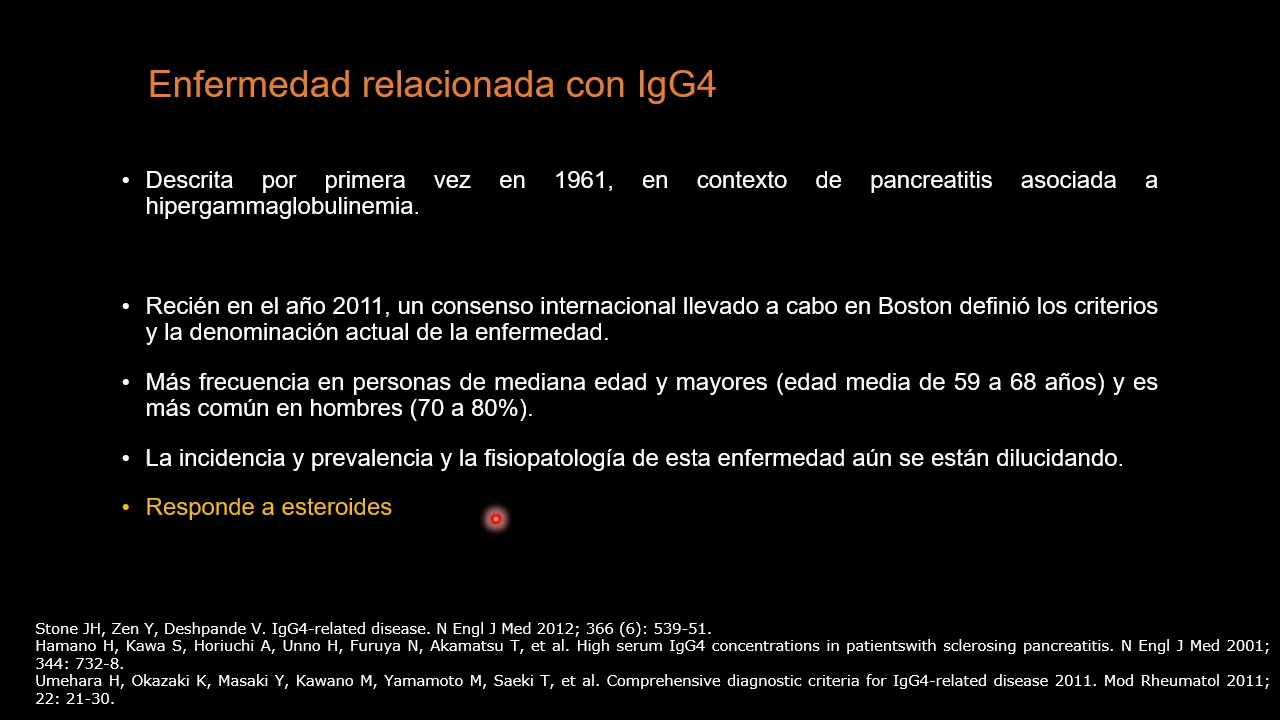 Enfermedad relacionada con IgG4
• Descrita por primera vez en 1961, en contexto de pancreatitis asociada a
hipergammaglobulinemia.
• Recién en el año 2011, un consenso internacional llevado a cabo en Boston definió los criterios
y la denominación actual de la enfermedad.
• Más frecuencia en personas de mediana edad y mayores (edad media de 59 a 68 años) y es
más común en hombres (70 a 80%).
• La incidencia y prevalencia y la fisiopatología de esta enfermedad aún se están dilucidando.
• Responde a esteroides
Stone JH, Zen Y, Deshpande V. IgG4-related disease. N Engl J Med 2012; 366 (6): 539-51.
Hamano H, Kawa S, Horiuchi A, Unno H, Furuya N, Akamatsu T, et al. High serum IgG4 concentrations in patientswith sclerosing pancreatitis. N Engl J Med 2001;
344: 732-8.
Umehara H, Okazaki K, Masaki Y, Kawano M, Yamamoto M, Saeki T, et al. Comprehensive diagnostic criteria for IgG4-related disease 2011. Mod Rheumatol 2011;
22: 21-30.